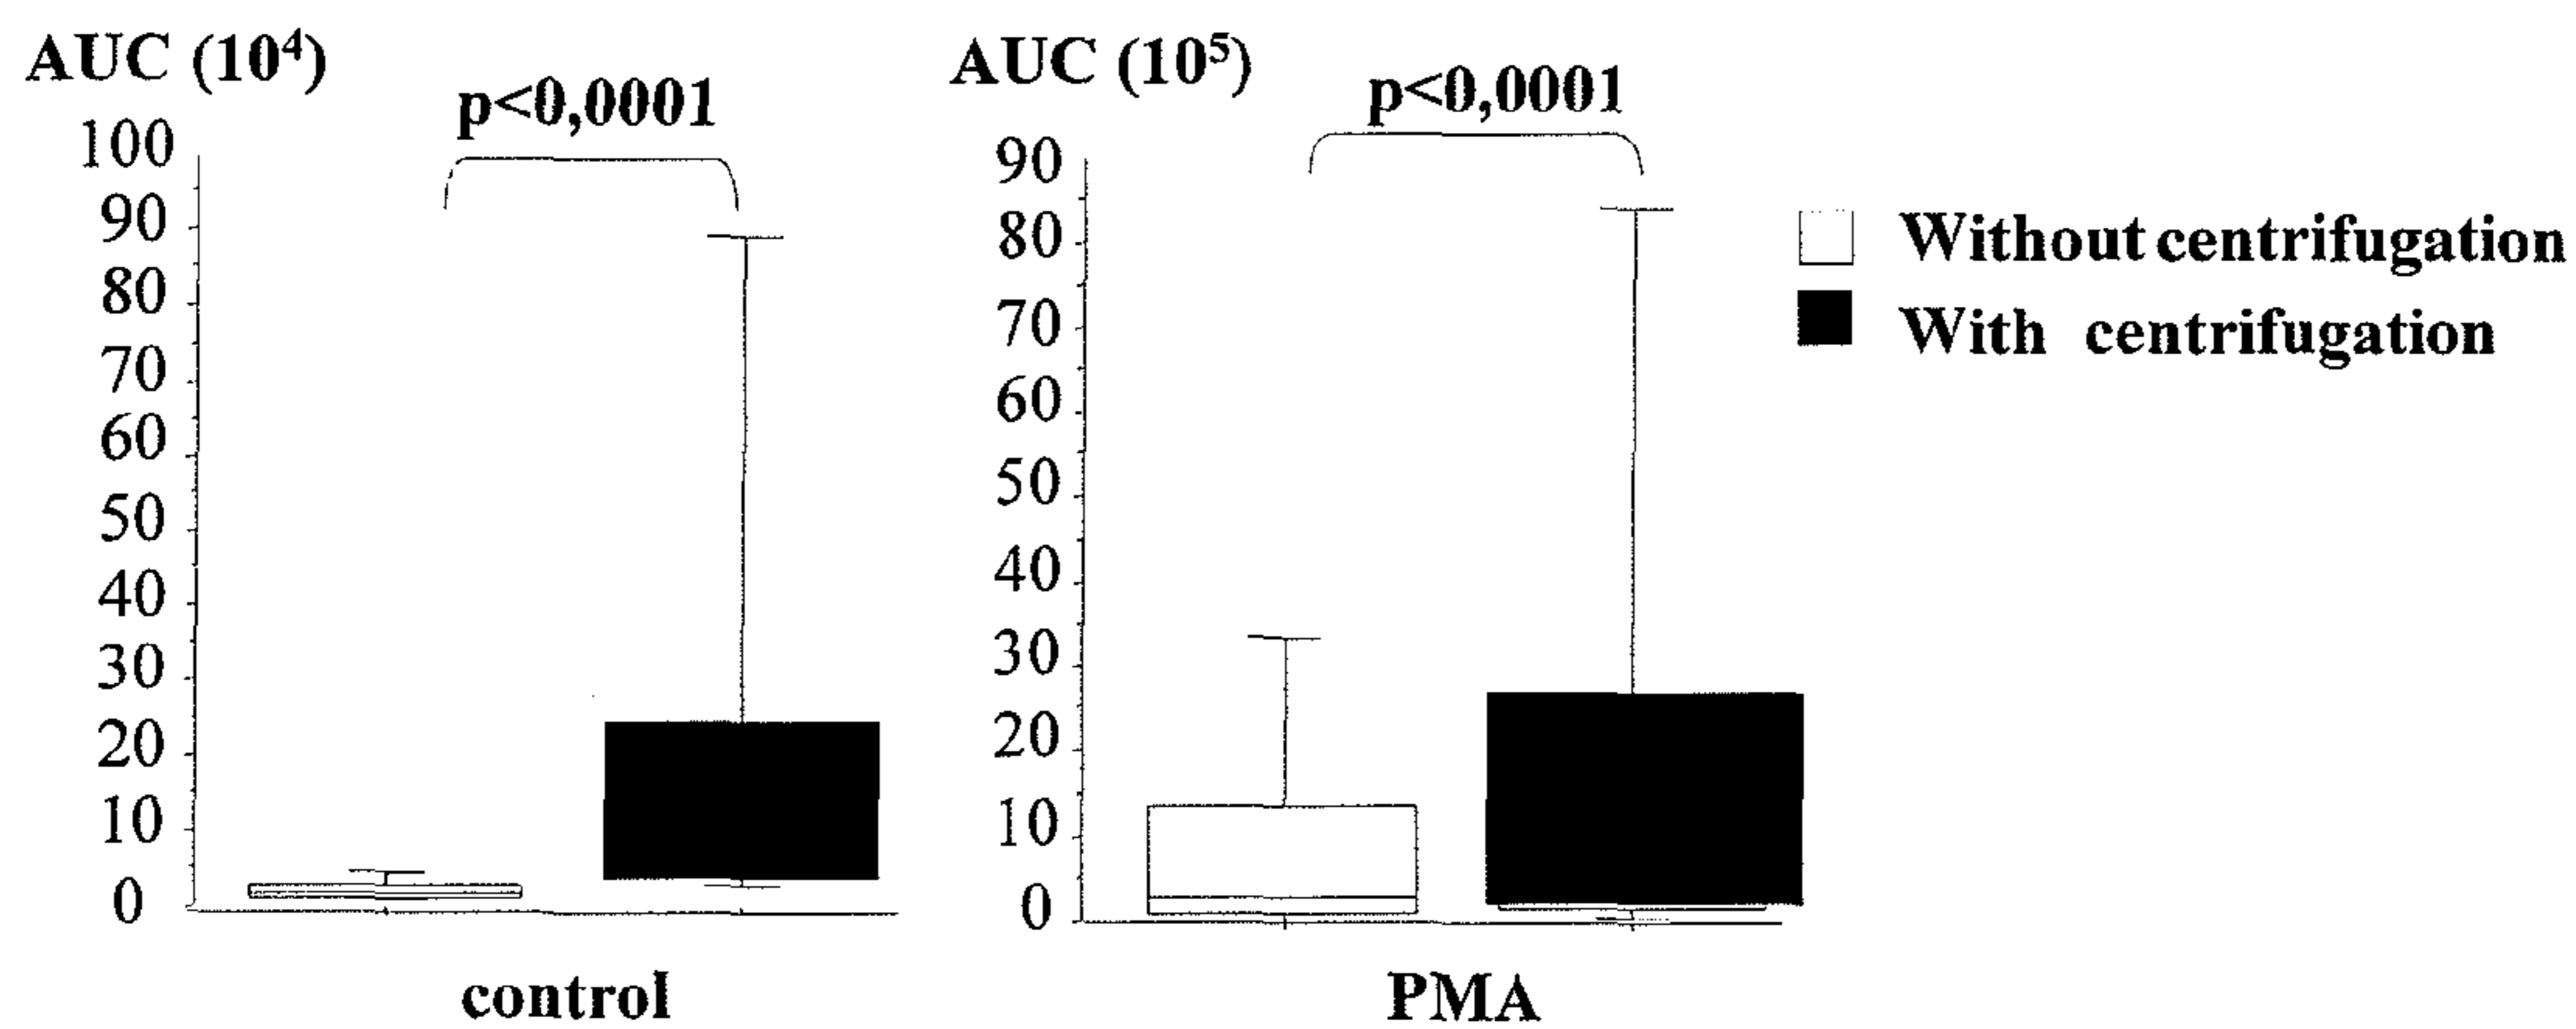 AUC (10⁴)
p<0,0001
100
90
80
70
60
50
40
30
20
10
0
control
AUC (10⁵)
p<0,0001
90
80
70
60
50
40
30
20
10
0
PMA
Without centrifugation
With centrifugation